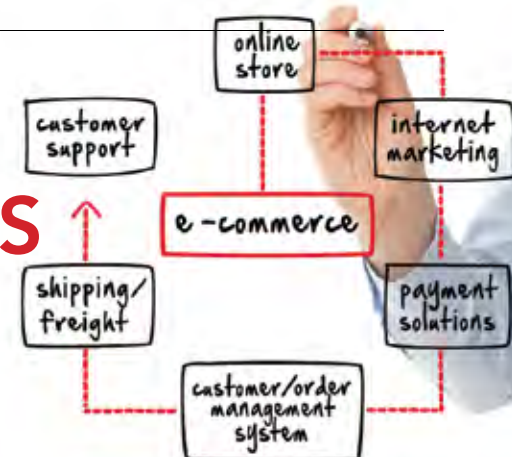 online
store
customer
support
internet
marketing
S
e-commerce
shipping/
freight
payment
solutions
customer/order
management
system